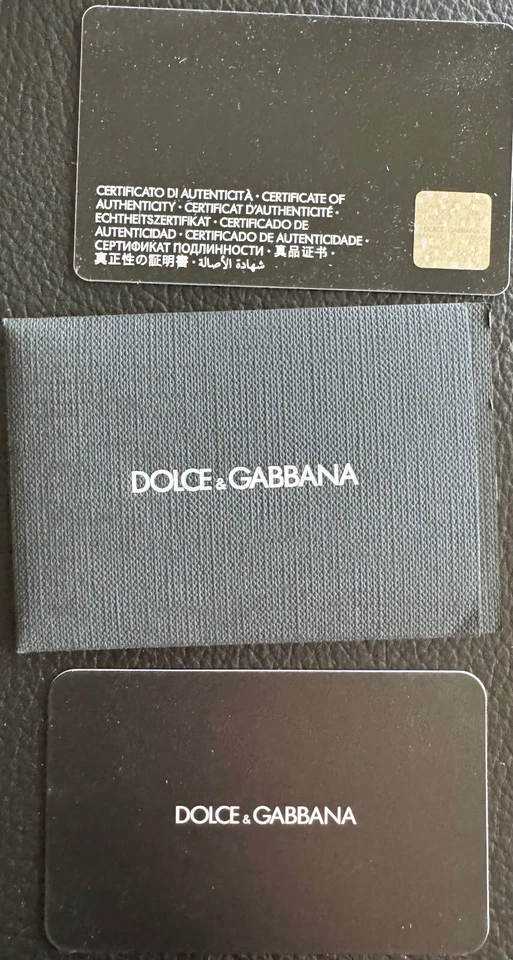 CERTIFICATO DI AUTENTICITÀ · CERTIFICATE OF
AUTHENTICITY · CERTIFICAT D'AUTHENTICITÉ ·
ECHTHEITSZERTIFIKAT · CERTIFICADO DE
AUTENTICIDAD · CERTIFICADO DE AUTENTICIDADE ·
СЕРТИФИКАТ ПОДЛИННОСТИ · 真品证书 ·
真正性の証明書 · شهادة الأصالة ·
DOLCE & GABBANA
DOLCE & GABBANA
DOLCE & GABBANA